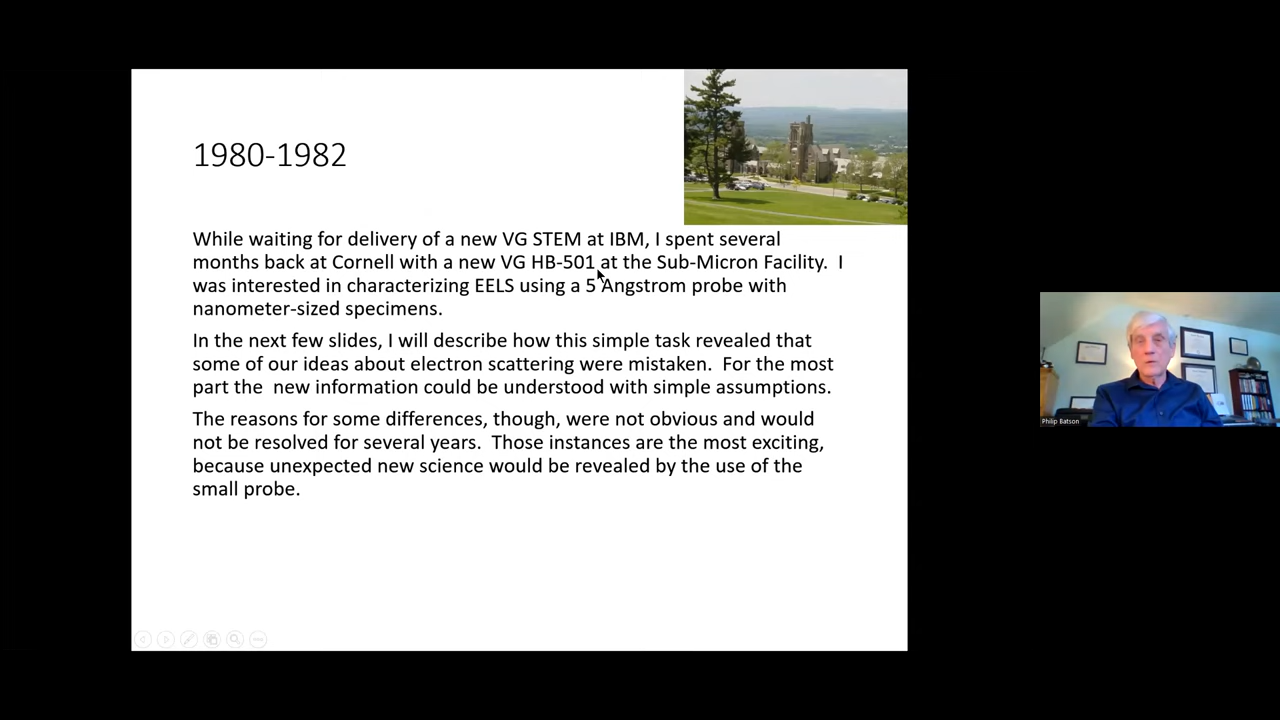 1980-1982
While waiting for delivery of a new VG STEM at IBM, I spent several
months back at Cornell with a new VG HB-501 at the Sub-Micron Facility.  I
was interested in characterizing EELS using a 5 Angstrom probe with
nanometer-sized specimens.
In the next few slides, I will describe how this simple task revealed that
some of our ideas about electron scattering were mistaken.  For the most
part the  new information could be understood with simple assumptions.
The reasons for some differences, though, were not obvious and would
not be resolved for several years.  Those instances are the most exciting,
because unexpected new science would be revealed by the use of the
small probe.
Philip Batson